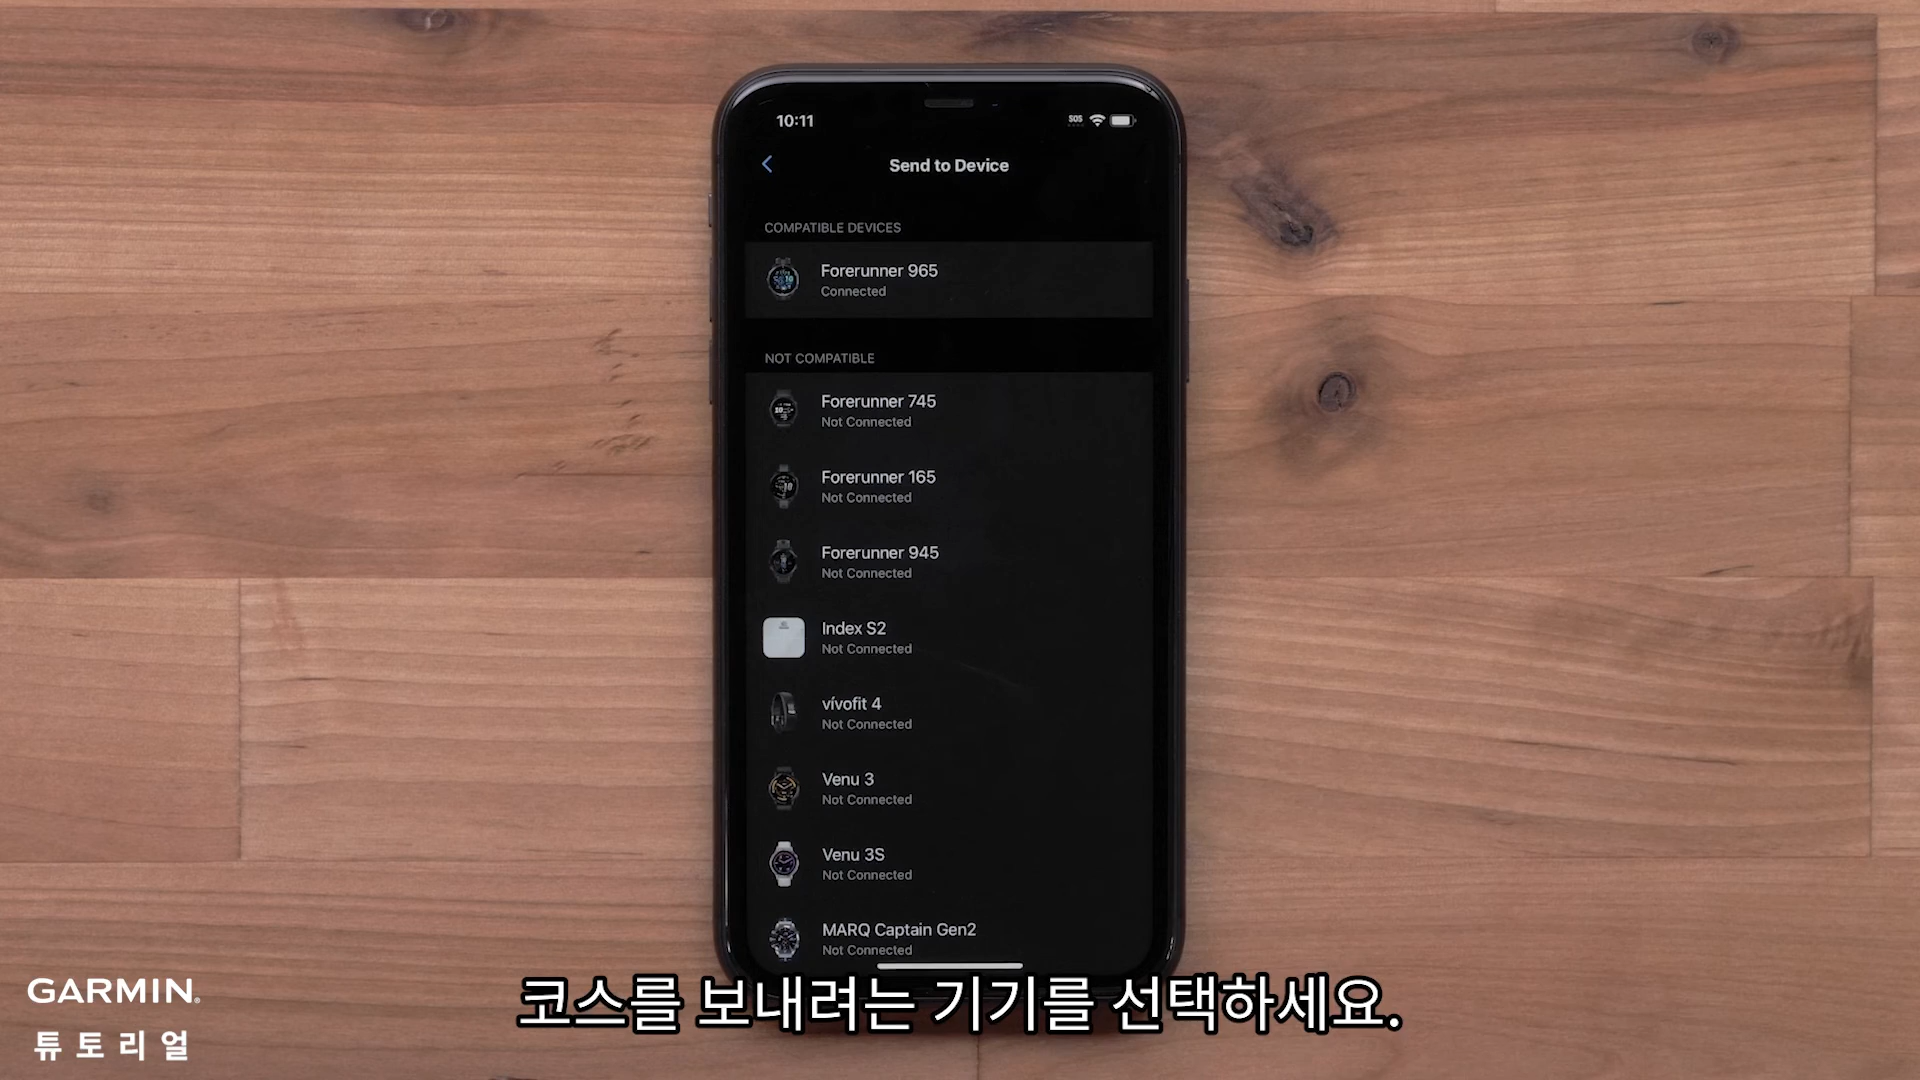 10:11
SOS
Send to Device
COMPATIBLE DEVICES
Forerunner 965
Connected
NOT COMPATIBLE
Forerunner 745
Not Connected
Forerunner 165
Not Connected
Forerunner 945
Not Connected
Index S2
Not Connected
vívofit 4
Not Connected
Venu 3
Not Connected
Venu 3S
Not Connected
MARQ Captain Gen2
Not Connected
코스를 보내려는 기기를 선택하세요.
GARMIN®
튜토리얼